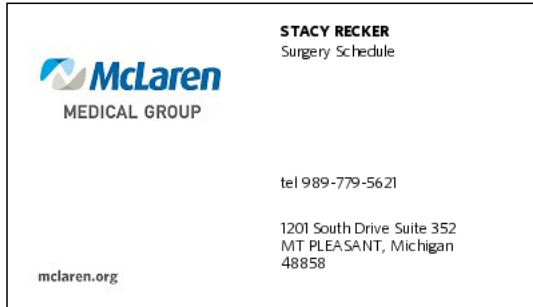 McLaren
MEDICAL GROUP
mclaren.org
STACY RECKER
Surgery Schedule
tel 989-779-5621
1201 South Drive Suite 352
MT PLEASANT, Michigan
48858